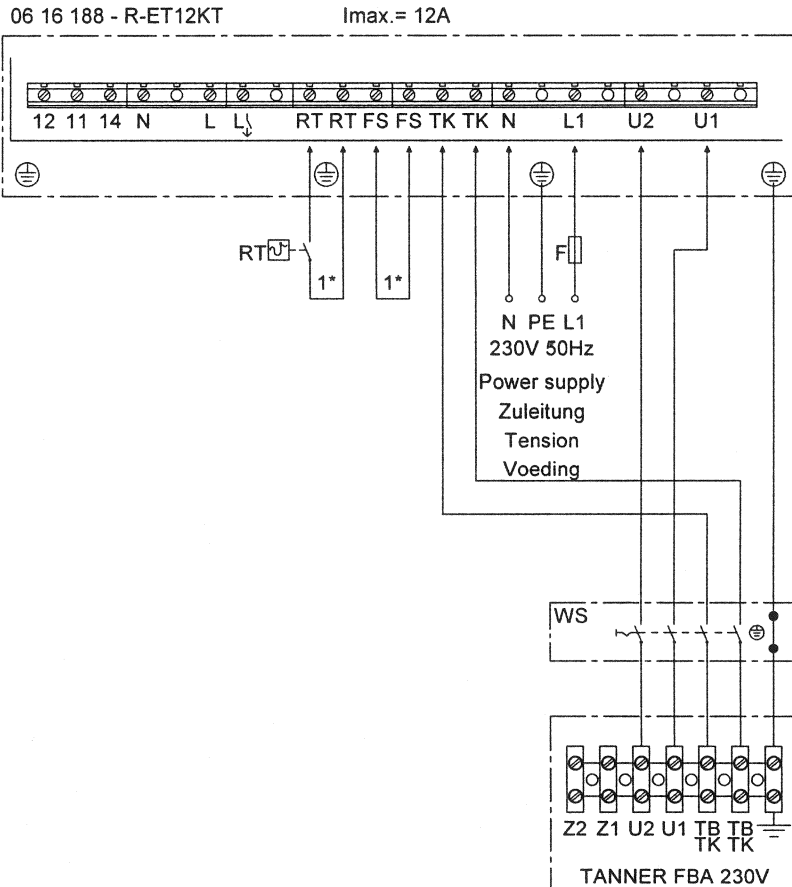 06 16 188 - R-ET12KT Imax.= 12A
12 11 14 N L L RT RT FS FS TK TK N L1 U2 U1
RT F
1* 1*
N PE L1
230V 50Hz
Power supply
Zuleitung
Tension
Voeding
WS
Z2 Z1 U2 U1 TB TB
TK TK
TANNER FBA 230V